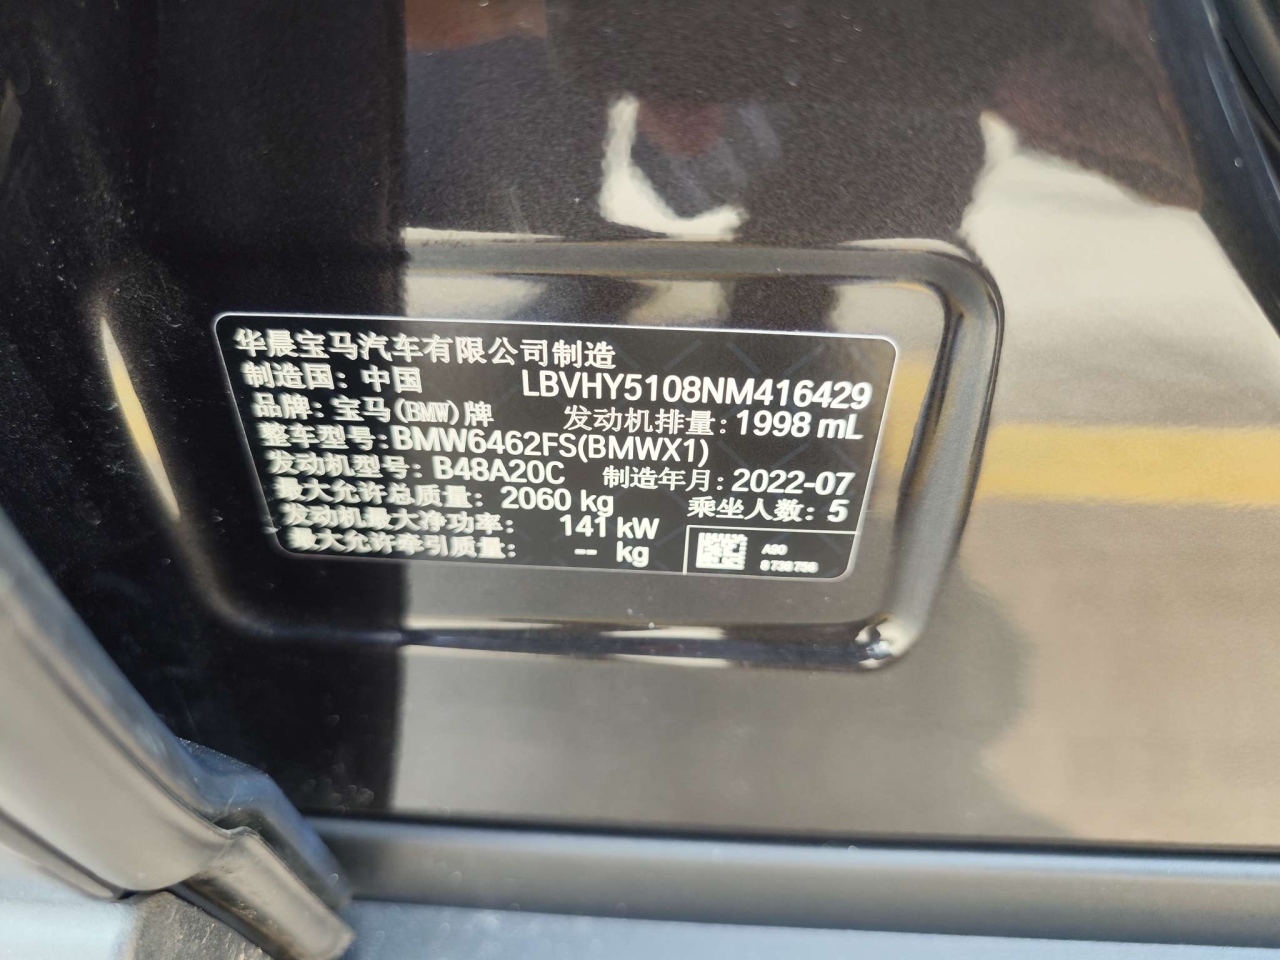 华晨宝马汽车有限公司制造
制造国：中国 LBVHY5108NM416429
品牌：宝马(BMW)牌 发动机排量：1998 mL
整车型号：BMW6462FS(BMWX1)
发动机型号：B48A20C 制造年月：2022-07
最大允许总质量：2060 kg 乘坐人数：5
发动机最大净功率：141 kW
最大允许牵引质量：-- kg
A90
8738756